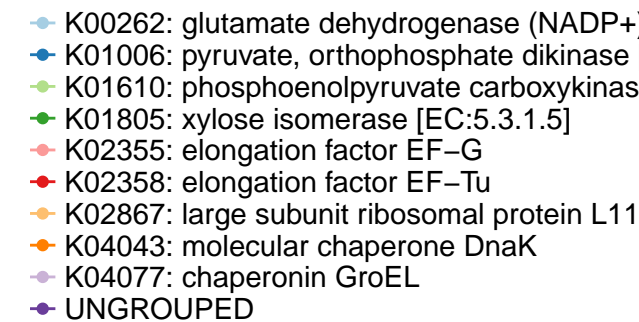 K00262: glutamate dehydrogenase (NADP+)
K01006: pyruvate, orthophosphate dikinase
K01610: phosphoenolpyruvate carboxykinas
K01805: xylose isomerase [EC:5.3.1.5]
K02355: elongation factor EF−G
K02358: elongation factor EF−Tu
K02867: large subunit ribosomal protein L11
K04043: molecular chaperone DnaK
K04077: chaperonin GroEL
UNGROUPED